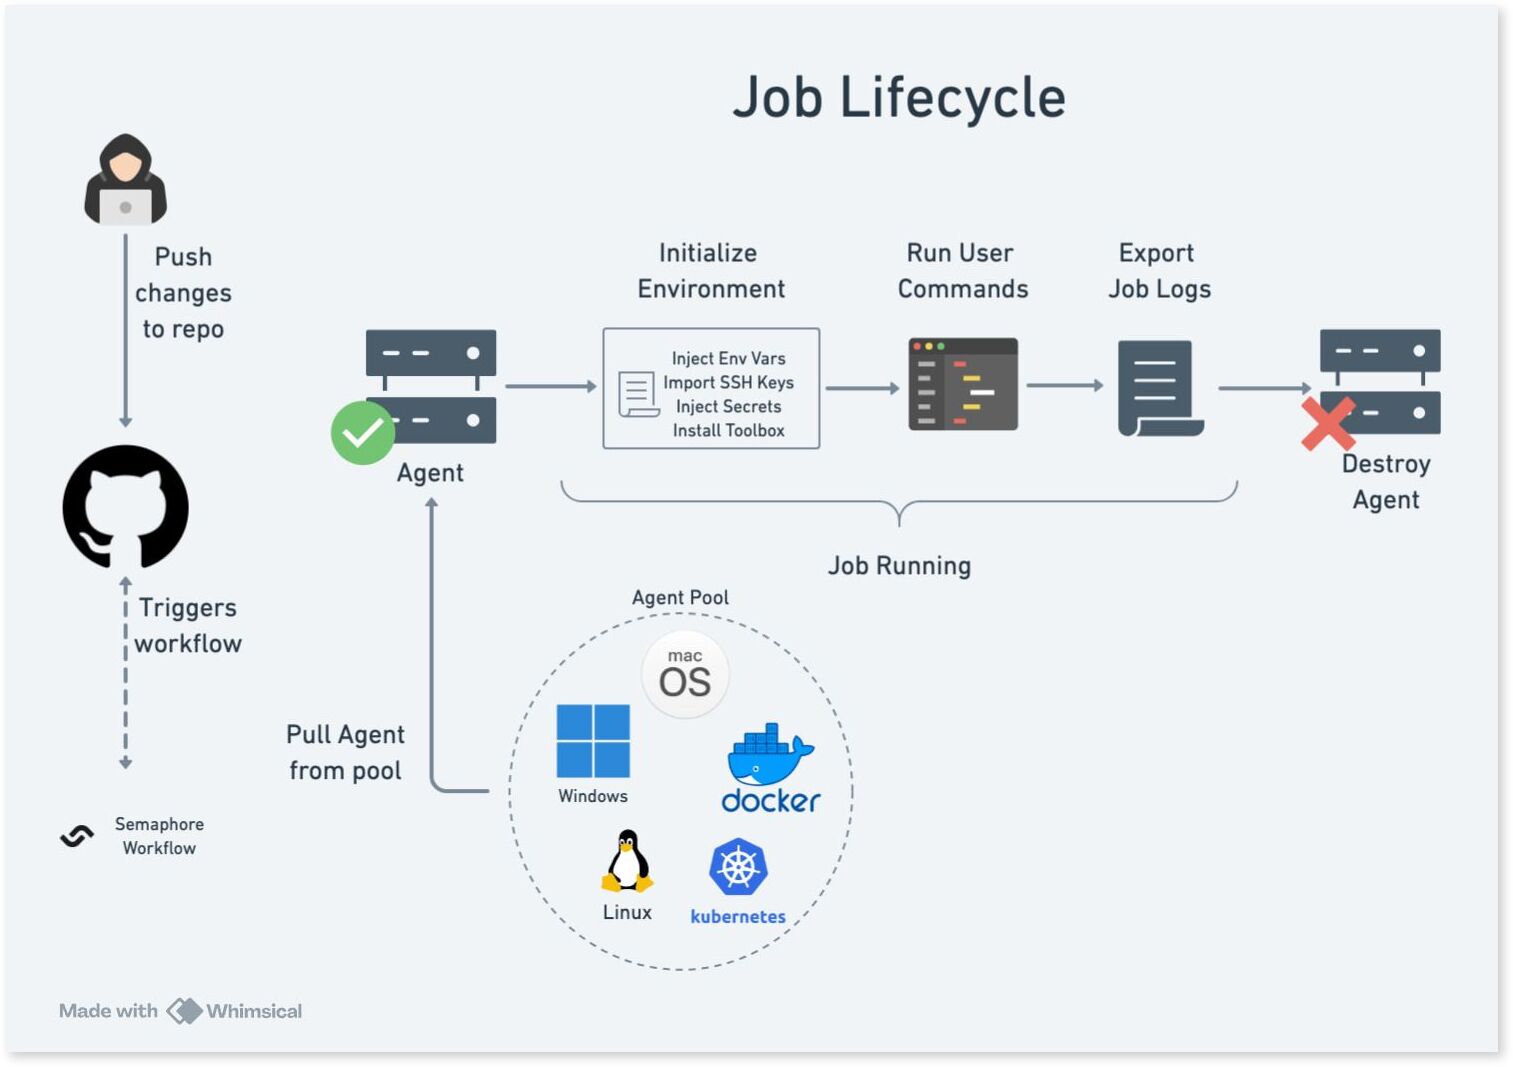 Job Lifecycle
Push
changes
to repo
Initialize
Environment
Run User
Commands
Export
Job Logs
Inject Env Vars
Import SSH Keys
Inject Secrets
Install Toolbox
Agent
Destroy
Agent
Job Running
Triggers
workflow
Agent Pool
mac
OS
Pull Agent
from pool
Windows
docker
Semaphore
Workflow
Linux
kubernetes
Made with Whimsical